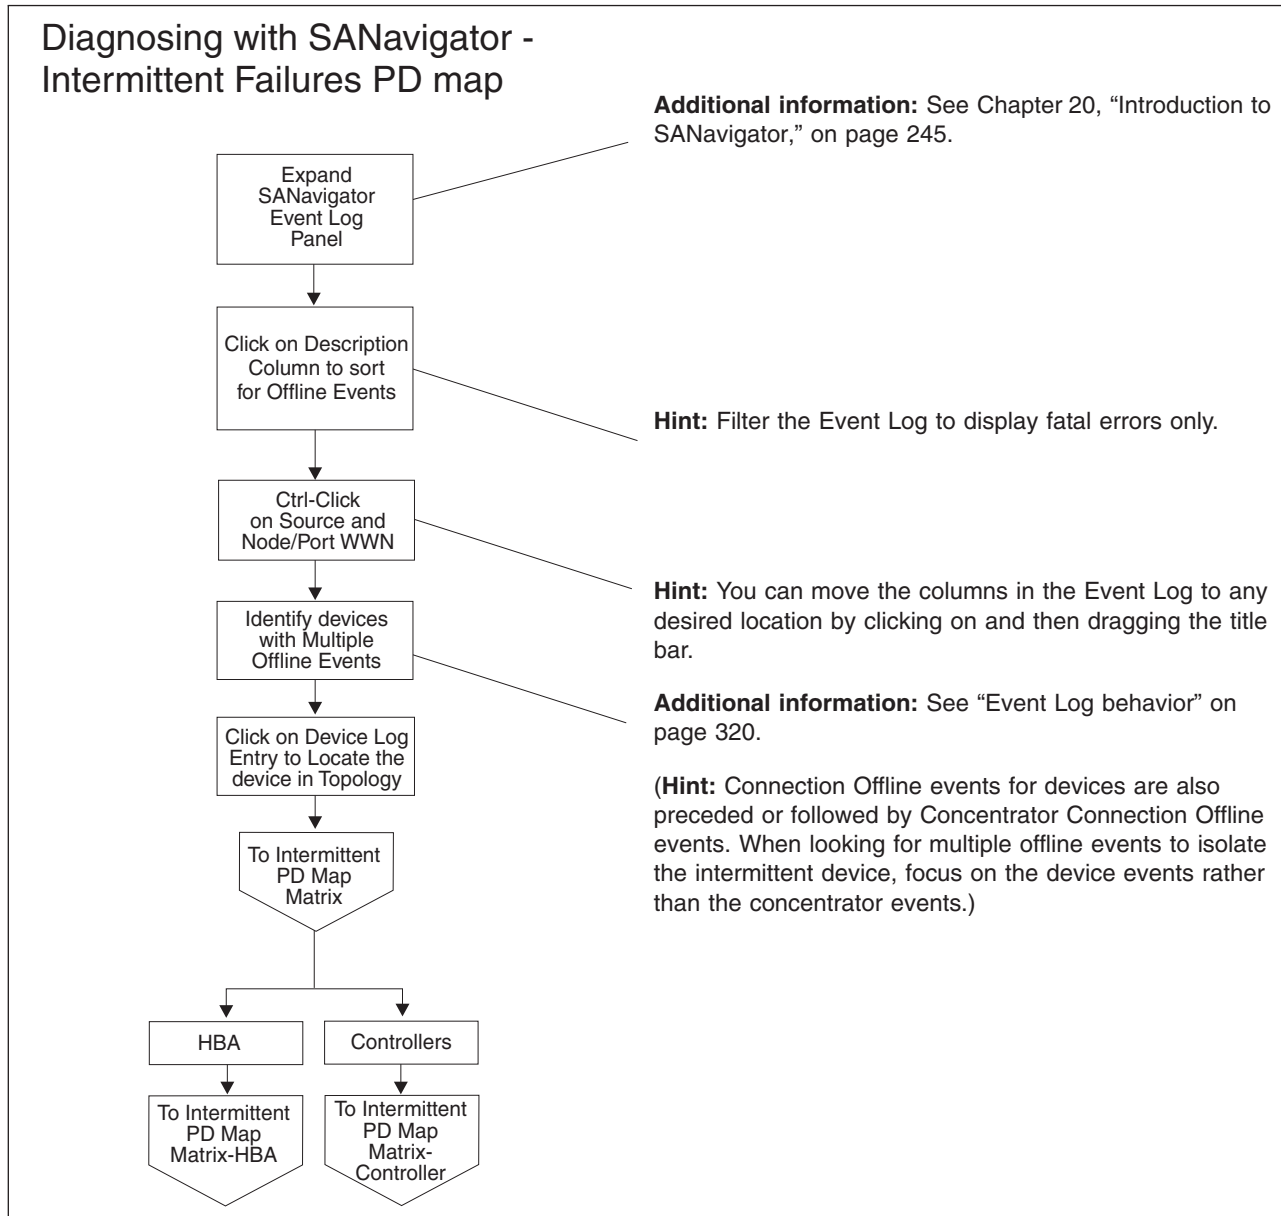 Diagnosing with SANavigator -
Intermittent Failures PD map
Additional information: See Chapter 20, “Introduction to
SANavigator,” on page 245.
Expand
SANavigator
Event Log
Panel
Click on Description
Column to sort
for Offline Events
Hint: Filter the Event Log to display fatal errors only.
Ctrl-Click
on Source and
Node/Port WWN
Hint: You can move the columns in the Event Log to any
desired location by clicking on and then dragging the title
bar.
Identify devices
with Multiple
Offline Events
Additional information: See “Event Log behavior” on
page 320.
(Hint: Connection Offline events for devices are also
preceded or followed by Concentrator Connection Offline
events. When looking for multiple offline events to isolate
the intermittent device, focus on the device events rather
than the concentrator events.)
Click on Device Log
Entry to Locate the
device in Topology
To Intermittent
PD Map
Matrix
HBA
Controllers
To Intermittent
PD Map
Matrix-HBA
To Intermittent
PD Map
Matrix-
Controller